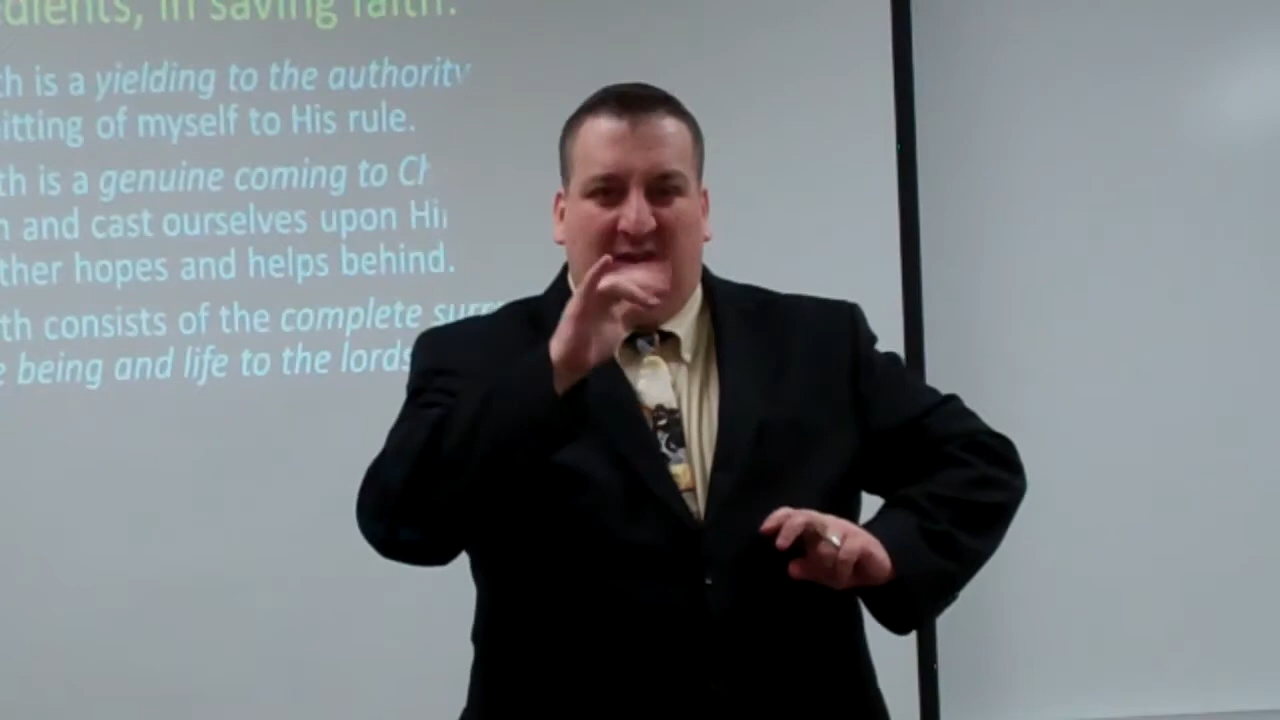 dients, in saving faith.
th is a yielding to the authority
itting of myself to His rule.
th is a genuine coming to Ch
n and cast ourselves upon Hi
ther hopes and helps behind.
th consists of the complete surr
e being and life to the lords